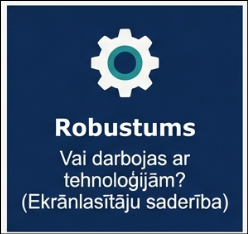 Robustums
Vai darbojas ar
tehnoloģijām?
(Ekrānlasītāju saderība)